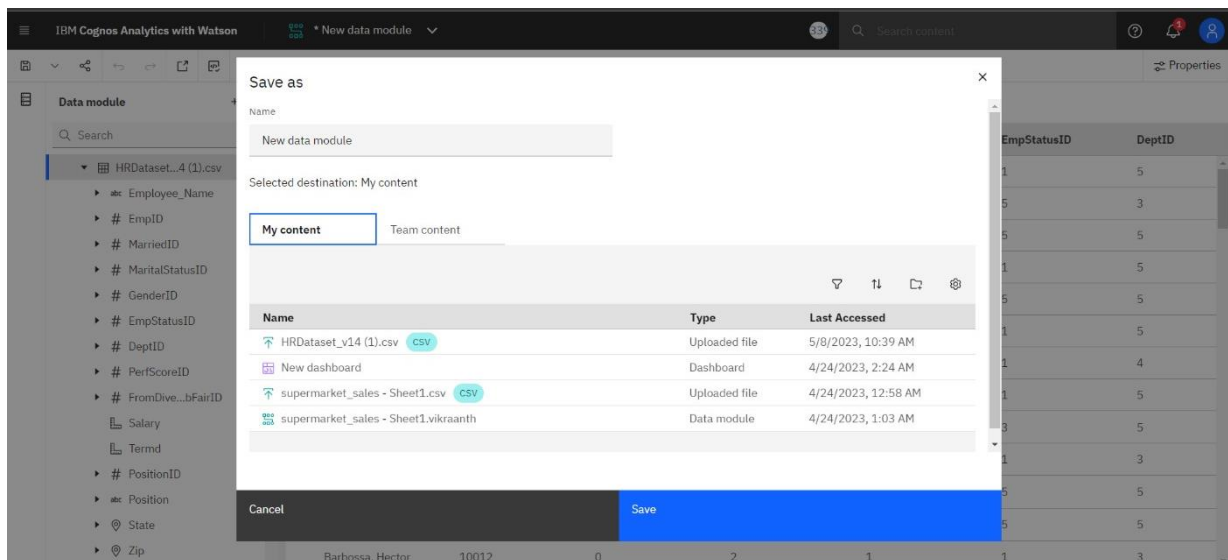 IBM Cognos Analytics with Watson
* New data module
839
Search content
1
Properties
Data module
+
Search
HRDataset...4 (1).csv
abc Employee_Name
# EmpID
# MarriedID
# MaritalStatusID
# GenderID
# EmpStatusID
# DeptID
# PerfScoreID
# FromDive...bFairID
Salary
Termd
# PositionID
abc Position
State
Zip
Save as
Name
New data module
Selected destination: My content
My content Team content
Name Type Last Accessed
HRDataset_v14 (1).csv CSV Uploaded file 5/8/2023, 10:39 AM
New dashboard Dashboard 4/24/2023, 2:24 AM
supermarket_sales - Sheet1.csv CSV Uploaded file 4/24/2023, 12:58 AM
supermarket_sales - Sheet1.vikraanth Data module 4/24/2023, 1:03 AM
Cancel Save
EmpStatusID DeptID
1 5
5 3
5 5
1 5
5 5
1 5
1 4
1 5
3 5
1 3
5 5
5 5
Barbossa, Hector 10012 0 2 1 1 3